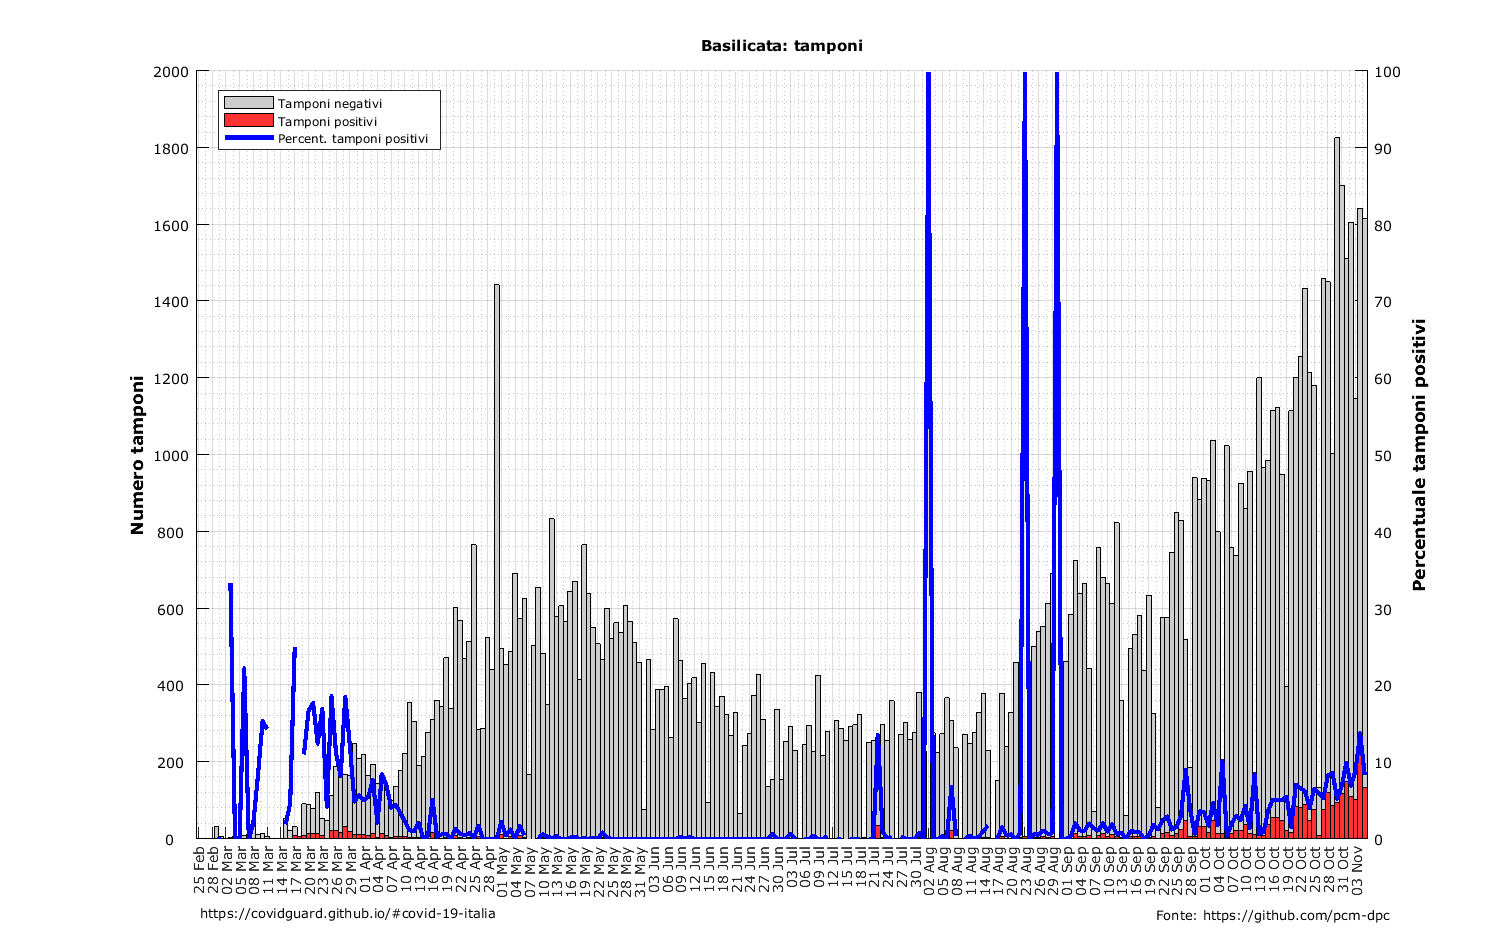 Basilicata: tamponi
Tamponi negativi
Tamponi positivi
Percent. tamponi positivi
Numero tamponi
2000
1800
1600
1400
1200
1000
800
600
400
200
0
100
90
80
70
60
50
40
30
20
10
0
Percentuale tamponi positivi
25 Feb
28 Feb
02 Mar
05 Mar
08 Mar
11 Mar
14 Mar
17 Mar
20 Mar
23 Mar
26 Mar
29 Mar
01 Apr
04 Apr
07 Apr
10 Apr
13 Apr
16 Apr
19 Apr
22 Apr
25 Apr
28 Apr
01 May
04 May
07 May
10 May
13 May
16 May
19 May
22 May
25 May
28 May
31 May
03 Jun
06 Jun
09 Jun
12 Jun
15 Jun
18 Jun
21 Jun
24 Jun
27 Jun
30 Jun
03 Jul
06 Jul
09 Jul
12 Jul
15 Jul
18 Jul
21 Jul
24 Jul
27 Jul
30 Jul
02 Aug
05 Aug
08 Aug
11 Aug
14 Aug
17 Aug
20 Aug
23 Aug
26 Aug
29 Aug
01 Sep
04 Sep
07 Sep
10 Sep
13 Sep
16 Sep
19 Sep
22 Sep
25 Sep
28 Sep
01 Oct
04 Oct
07 Oct
10 Oct
13 Oct
16 Oct
19 Oct
22 Oct
25 Oct
28 Oct
31 Oct
03 Nov
https://covidguard.github.io/#covid-19-italia
Fonte: https://github.com/pcm-dpc